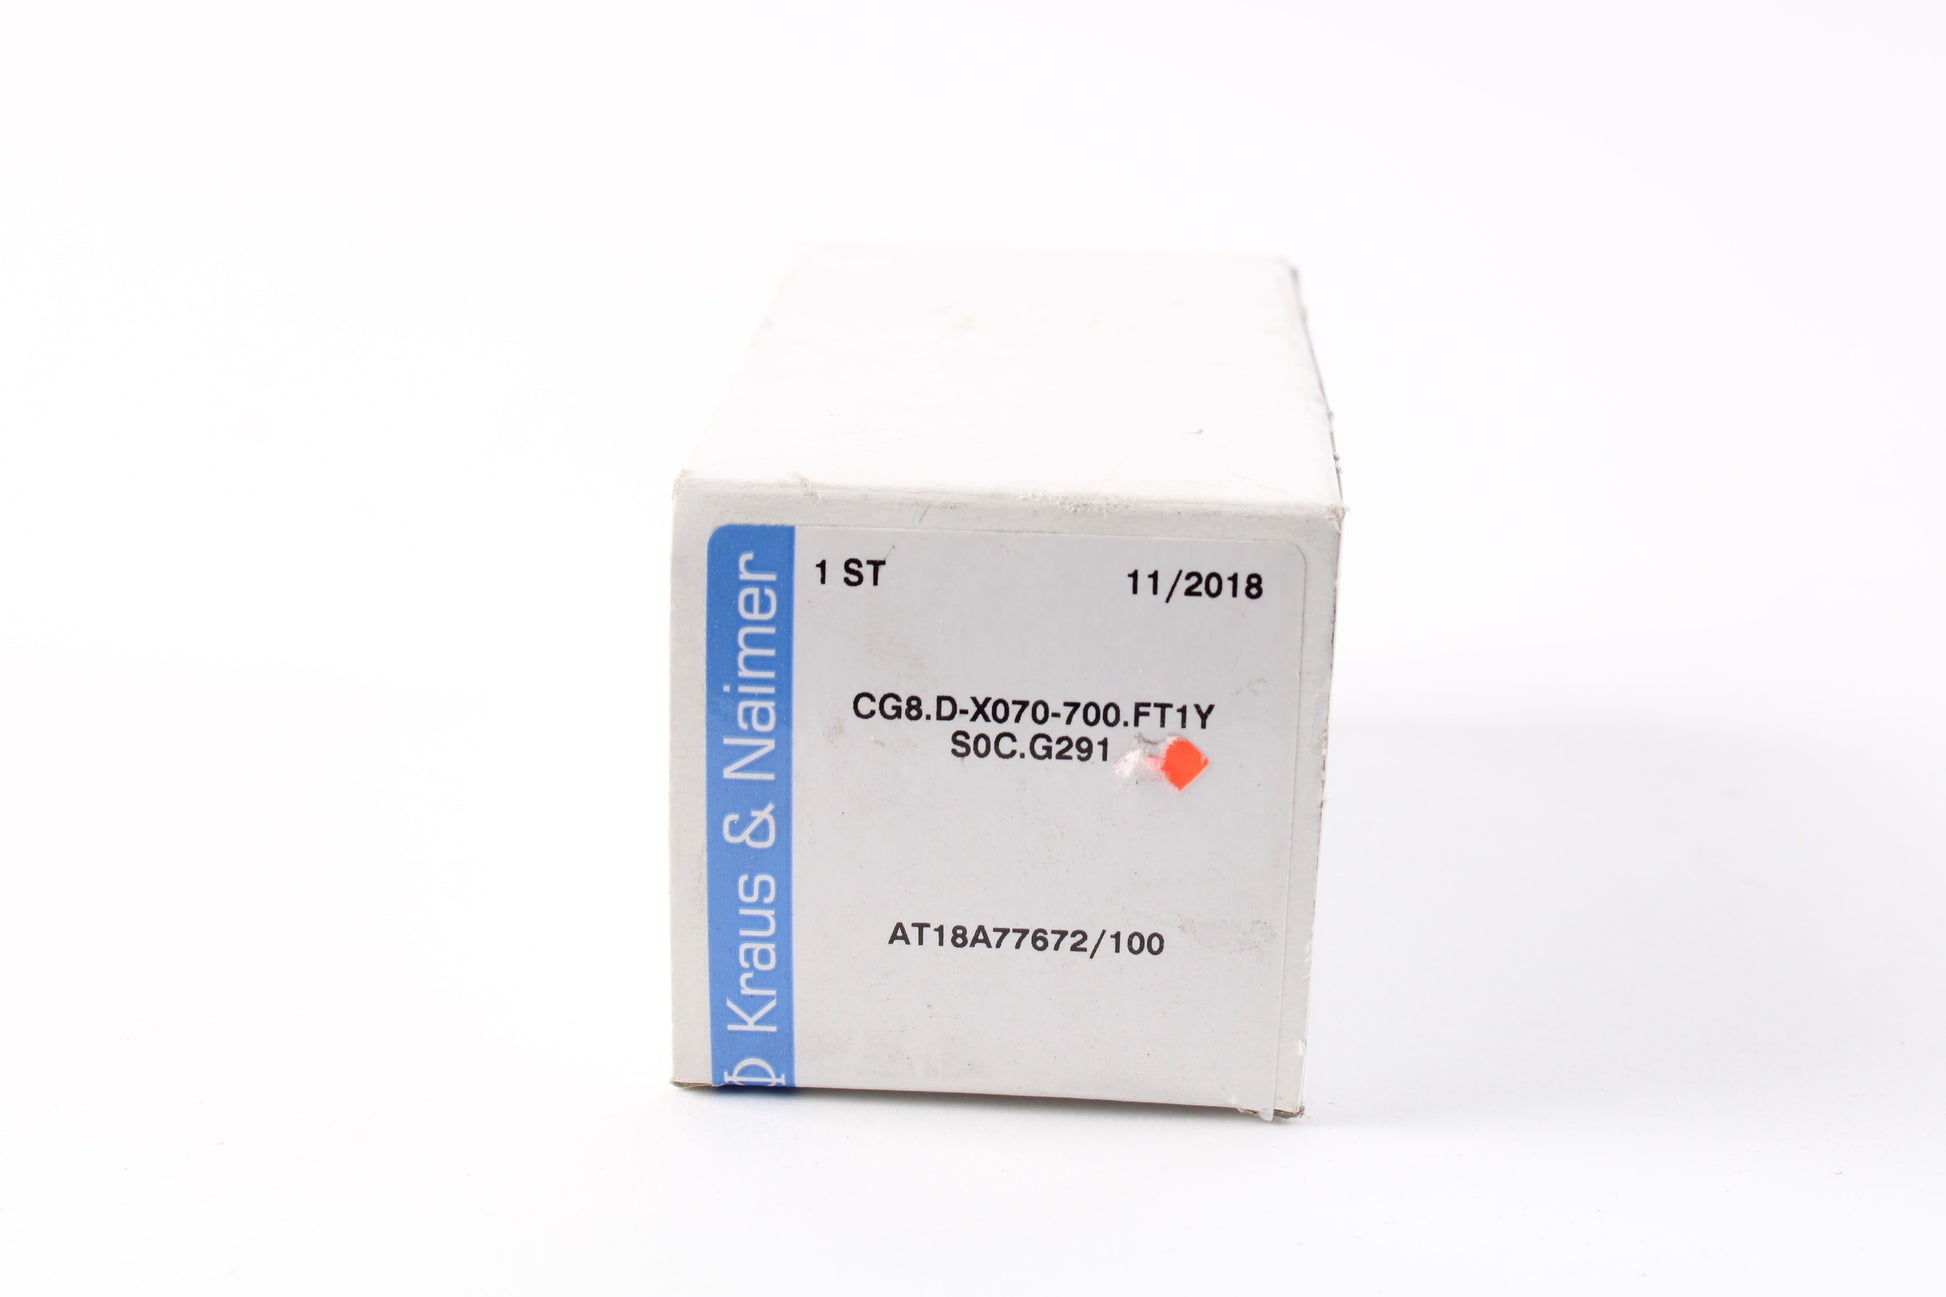 1 ST 11/2018
CG8.D-X070-700.FT1Y
S0C.G291
AT18A77672/100
Kraus & Naimer